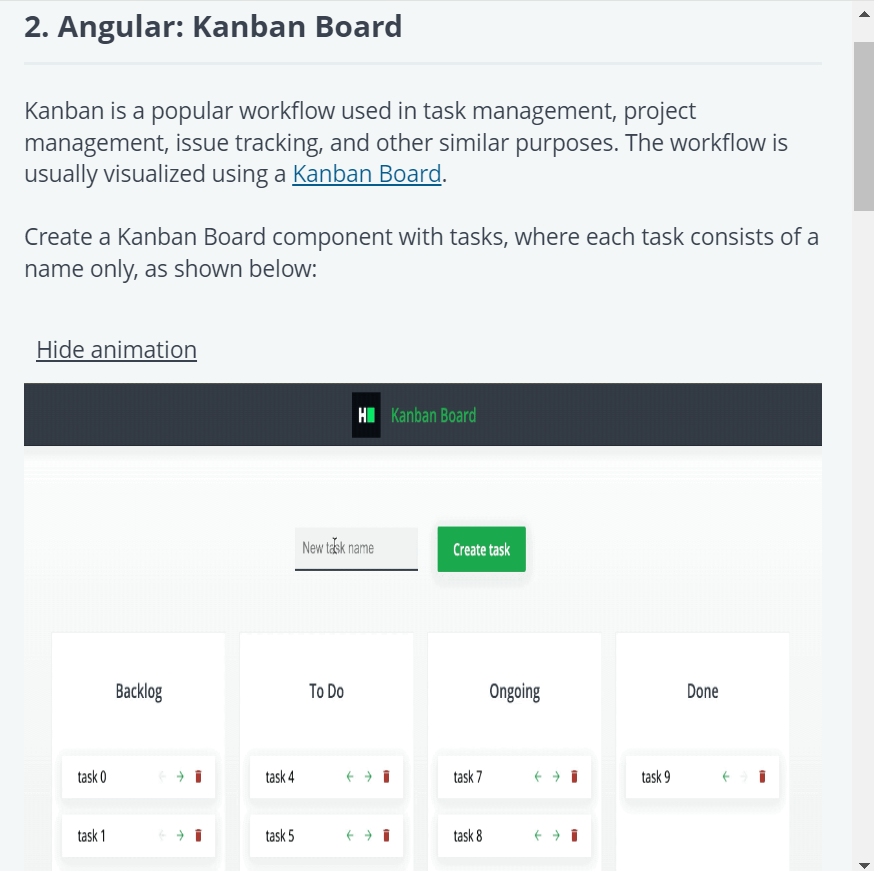 2. Angular: Kanban Board
Kanban is a popular workflow used in task management, project
management, issue tracking, and other similar purposes. The workflow is
usually visualized using a Kanban Board.
Create a Kanban Board component with tasks, where each task consists of a
name only, as shown below:
Hide animation
H Kanban Board
New task name Create task
Backlog To Do Ongoing Done
task 0 task 4 task 7 task 9
task 1 task 5 task 8